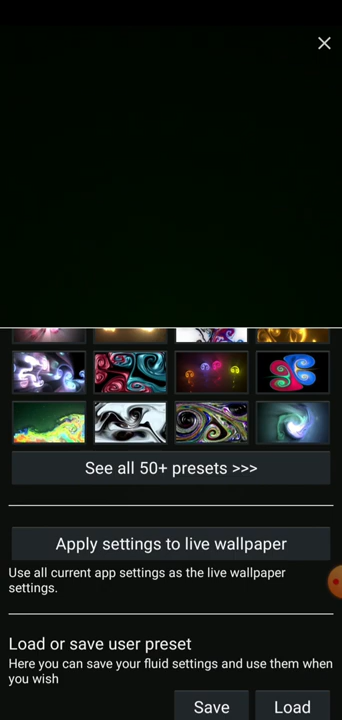 See all 50+ presets >>>
Apply settings to live wallpaper
Use all current app settings as the live wallpaper
settings.
Load or save user preset
Here you can save your fluid settings and use them when
you wish
Save
Load